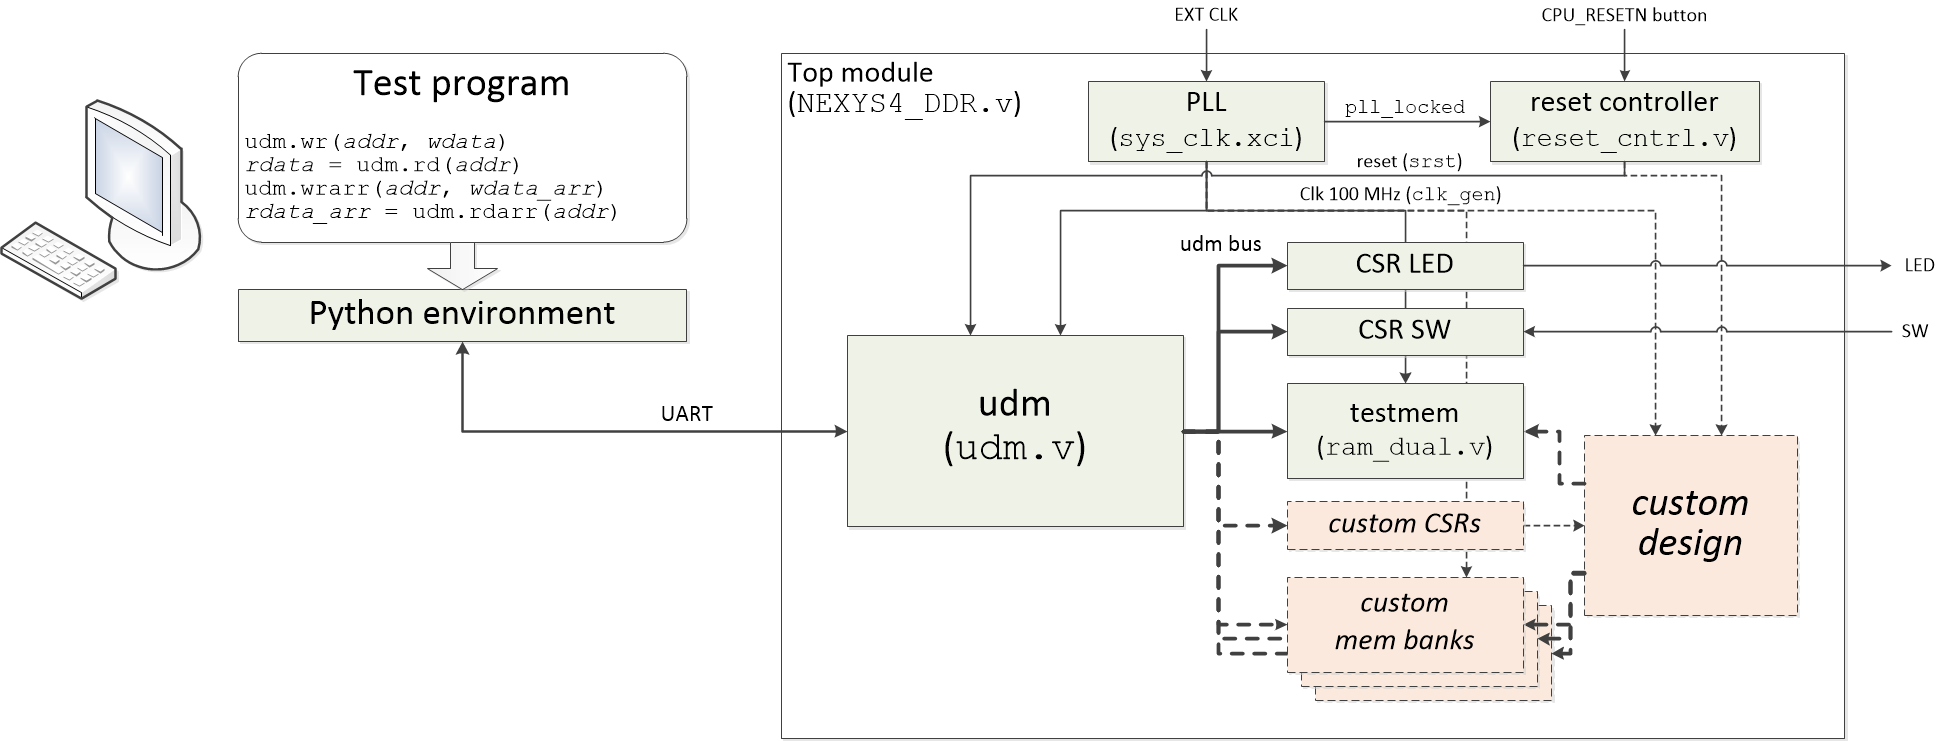 EXT CLK
CPU_RESETN button
Test program
udm.wr(addr, wdata)
rdata = udm.rd(addr)
udm.wrarr(addr, wdata_arr)
rdata_arr = udm.rdarr(addr)
Python environment
UART
Top module
(NEXYS4_DDR.v)
PLL
(sys_clk.xci)
pll_locked
reset controller
(reset_cntrl.v)
reset (srst)
Clk 100 MHz (clk_gen)
udm bus
CSR LED
LED
CSR SW
SW
udm
(udm.v)
testmem
(ram_dual.v)
custom CSRs
custom
design
custom
mem banks